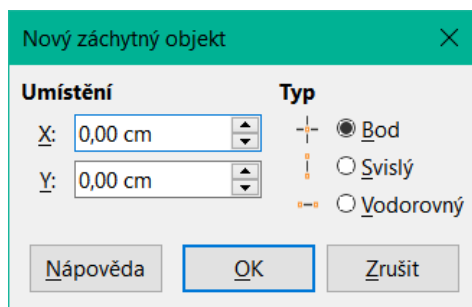 Nový záchytný objekt
Umístění
Typ
X: 0,00 cm
Bod
Y: 0,00 cm
Svislý
Vodorovný
Nápověda
OK
Zrušit